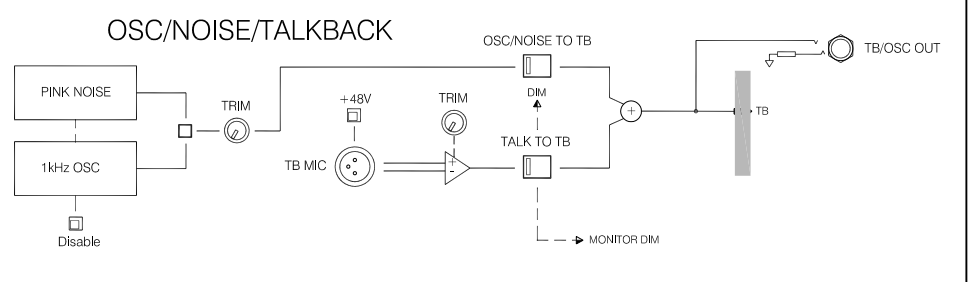 OSC/NOISE/TALKBACK
OSC/NOISE TO TB
TB/OSC OUT
PINK NOISE
TRIM
+48V
TRIM
DIM
TB
1kHz OSC
TB MIC
+
-
TALK TO TB
+
Disable
MONITOR DIM